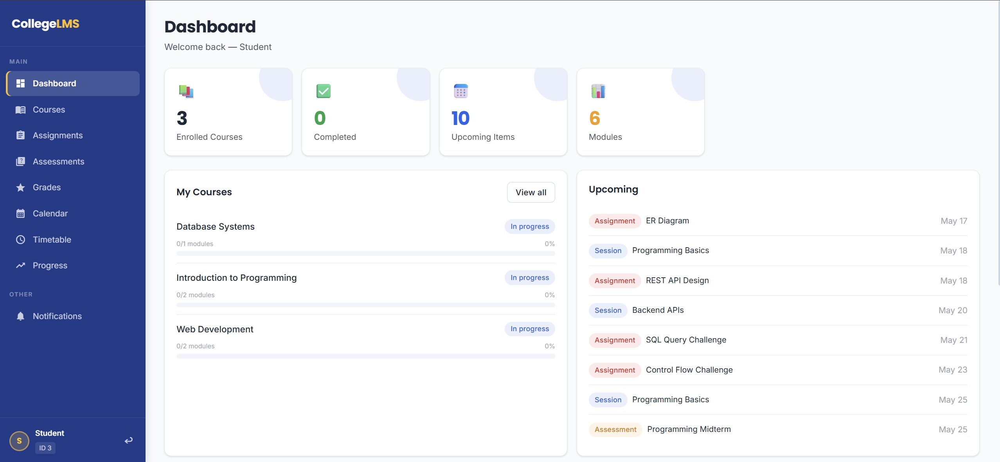 CollegeLMS
MAIN
Dashboard
Courses
Assignments
Assessments
Grades
Calendar
Timetable
Progress
OTHER
Notifications
S
Student
ID 3
Dashboard
Welcome back — Student
3
Enrolled Courses
0
Completed
10
Upcoming Items
6
Modules
My Courses
View all
Database Systems
In progress
0/1 modules
0%
Introduction to Programming
In progress
0/2 modules
0%
Web Development
In progress
0/2 modules
0%
Upcoming
Assignment ER Diagram May 17
Session Programming Basics May 18
Assignment REST API Design May 18
Session Backend APIs May 20
Assignment SQL Query Challenge May 21
Assignment Control Flow Challenge May 23
Session Programming Basics May 25
Assessment Programming Midterm May 25